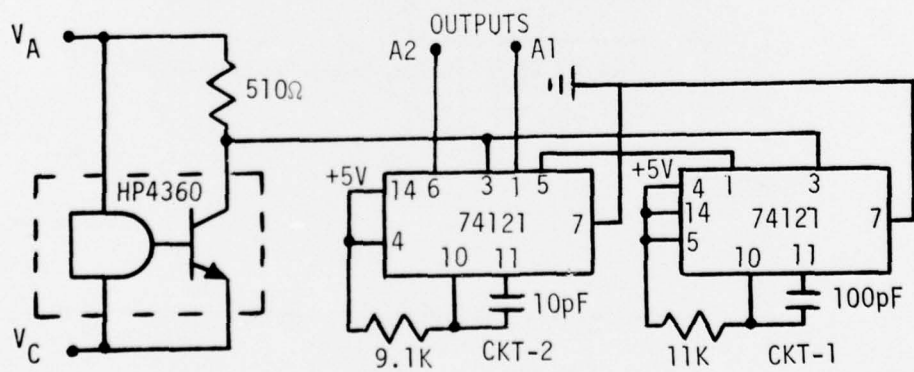 OUTPUTS
V_A
A2 A1
510Ω
HP4360
+5V
14 6 3 1 5
74121
7
4
10 11
10pF
9.1K
CKT-2
+5V
4 1 3
14
74121
7
5
10 11
100pF
11K
CKT-1
V_C